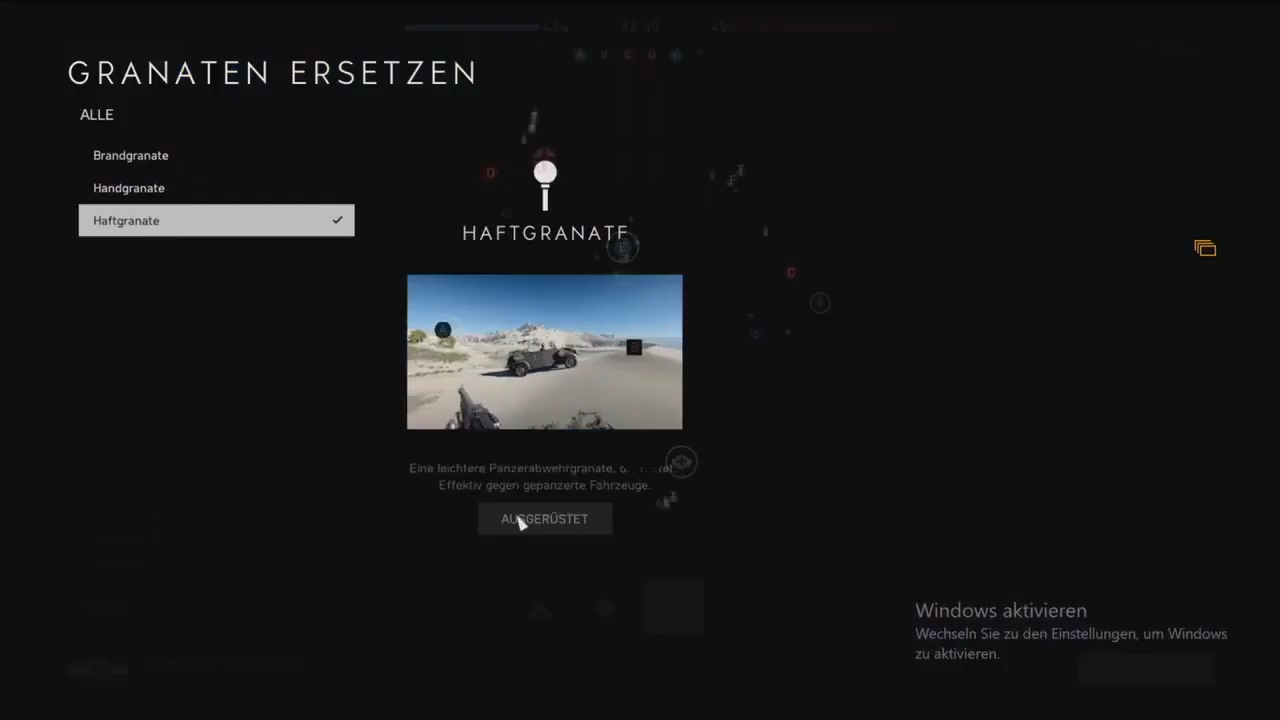 GRANATEN ERSETZEN
ALLE
Brandgranate
Handgranate
Haftgranate
HAFTGRANATE
Eine leichtere Panzerabwehrgranate,
Effektiv gegen gepanzerte Fahrzeuge.
AUSGERÜSTET
Windows aktivieren
Wechseln Sie zu den Einstellungen, um Windows
zu aktivieren.